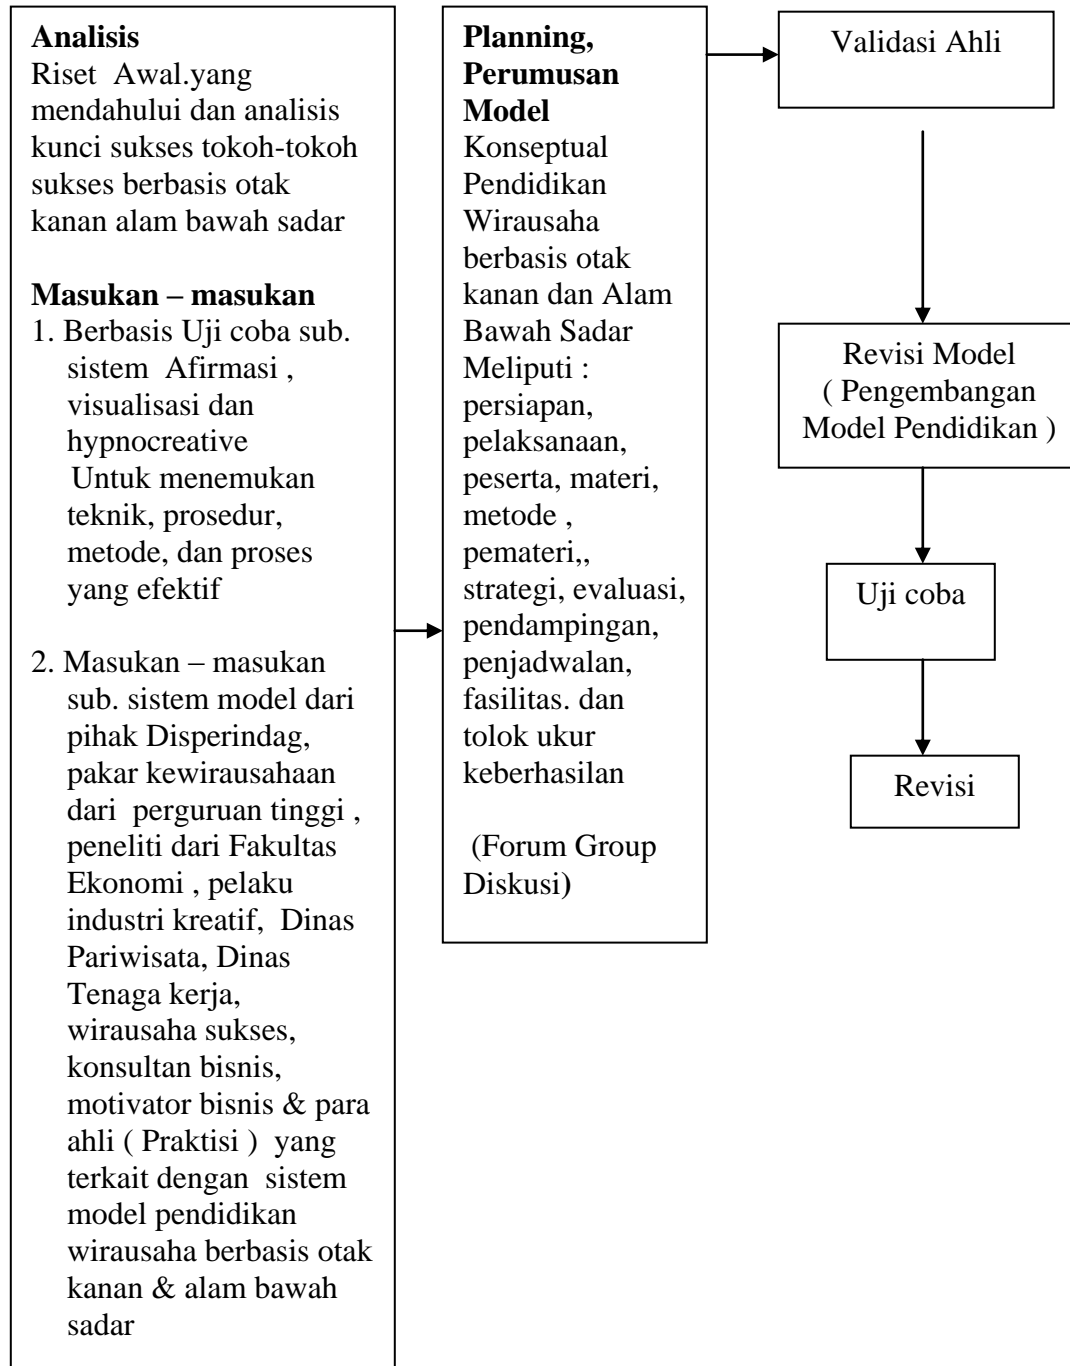 Analisis
Riset Awal.yang
mendahului dan analisis
kunci sukses tokoh-tokoh
sukses berbasis otak
kanan alam bawah sadar
Masukan – masukan
1. Berbasis Uji coba sub.
sistem Afirmasi ,
visualisasi dan
hypnocreative
Untuk menemukan
teknik, prosedur,
metode, dan proses
yang efektif
2. Masukan – masukan
sub. sistem model dari
pihak Disperindag,
pakar kewirausahaan
dari perguruan tinggi ,
peneliti dari Fakultas
Ekonomi , pelaku
industri kreatif, Dinas
Pariwisata, Dinas
Tenaga kerja,
wirausaha sukses,
konsultan bisnis,
motivator bisnis & para
ahli ( Praktisi ) yang
terkait dengan sistem
model pendidikan
wirausaha berbasis otak
kanan & alam bawah
sadar
Planning,
Perumusan
Model
Konseptual
Pendidikan
Wirausaha
berbasis otak
kanan dan Alam
Bawah Sadar
Meliputi :
persiapan,
pelaksanaan,
peserta, materi,
metode ,
pemateri,,
strategi, evaluasi,
pendampingan,
penjadwalan,
fasilitas. dan
tolok ukur
keberhasilan
(Forum Group
Diskusi)
Validasi Ahli
Revisi Model
( Pengembangan
Model Pendidikan )
Uji coba
Revisi